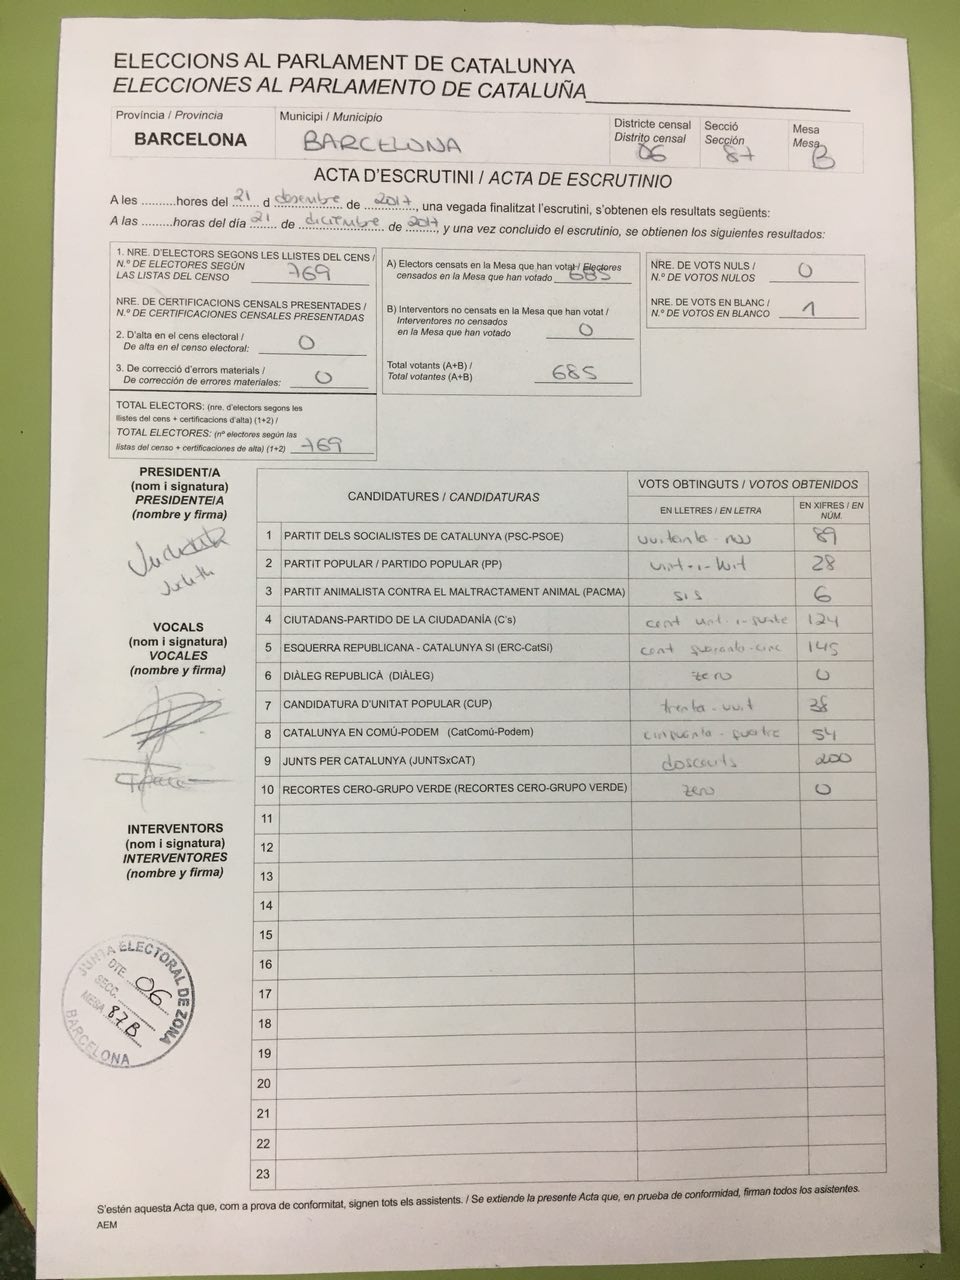 ELECCIONS AL PARLAMENT DE CATALUNYA
ELECCIONES AL PARLAMENTO DE CATALUÑA
Província / Provincia
BARCELONA
Municipi / Municipio
BARCELONA
Districte censal
Distrito censal
06
Secció
Sección
87
Mesa
Mesa
B
ACTA D'ESCRUTINI / ACTA DE ESCRUTINIO
A les .........hores del 21 d desembre de 2017, una vegada finalitzat l'escrutini, s'obtenen els resultats següents:
A las .........horas del día 21 de diciembre de 2017, y una vez concluido el escrutinio, se obtienen los siguientes resultados:
1. NRE. D'ELECTORS SEGONS LES LLISTES DEL CENS /
N.º DE ELECTORES SEGÚN
LAS LISTAS DEL CENSO 769
NRE. DE CERTIFICACIONS CENSALS PRESENTADES /
N.º DE CERTIFICACIONES CENSALES PRESENTADAS
2. D'alta en el cens electoral /
De alta en el censo electoral: 0
3. De correcció d'errors materials /
De corrección de errores materiales: 0
TOTAL ELECTORS: (nre. d'electors segons les
llistes del cens + certificacions d'alta) (1+2) /
TOTAL ELECTORES: (nº electores según las
listas del censo + certificaciones de alta) (1+2) 769
A) Electors censats en la Mesa que han votat / Electores
censados en la Mesa que han votado 685
B) Interventors no censats en la Mesa que han votat /
Interventores no censados
en la Mesa que han votado 0
Total votants (A+B) /
Total votantes (A+B) 685
NRE. DE VOTS NULS /
N.º DE VOTOS NULOS 0
NRE. DE VOTS EN BLANC /
N.º DE VOTOS EN BLANCO 1
PRESIDENT/A
(nom i signatura)
PRESIDENTE/A
(nombre y firma)
Judith
VOCALS
(nom i signatura)
VOCALES
(nombre y firma)
INTERVENTORS
(nom i signatura)
INTERVENTORES
(nombre y firma)
JUNTA ELECTORAL DE ZONA
DTE. 06
SECC.
MESA 87B
BARCELONA
CANDIDATURES / CANDIDATURAS
VOTS OBTINGUTS / VOTOS OBTENIDOS
EN LLETRES / EN LETRA
EN XIFRES / EN
NÚM.
1 PARTIT DELS SOCIALISTES DE CATALUNYA (PSC-PSOE) vuitanta-nou 89
2 PARTIT POPULAR / PARTIDO POPULAR (PP) vint-i-vuit 28
3 PARTIT ANIMALISTA CONTRA EL MALTRACTAMENT ANIMAL (PACMA) sis 6
4 CIUTADANS-PARTIDO DE LA CIUDADANÍA (C's) cent vint-i-quatre 124
5 ESQUERRA REPUBLICANA - CATALUNYA SI (ERC-CatSí) cent quaranta-cinc 145
6 DIÀLEG REPUBLICÀ (DIÀLEG) zero 0
7 CANDIDATURA D'UNITAT POPULAR (CUP) trenta-vuit 38
8 CATALUNYA EN COMÚ-PODEM (CatComú-Podem) cinquanta-quatre 54
9 JUNTS PER CATALUNYA (JUNTSxCAT) doscents 200
10 RECORTES CERO-GRUPO VERDE (RECORTES CERO-GRUPO VERDE) zero 0
11
12
13
14
15
16
17
18
19
20
21
22
23
S'estén aquesta Acta que, com a prova de conformitat, signen tots els assistents. / Se extiende la presente Acta que, en prueba de conformidad, firman todos los asistentes.
AEM